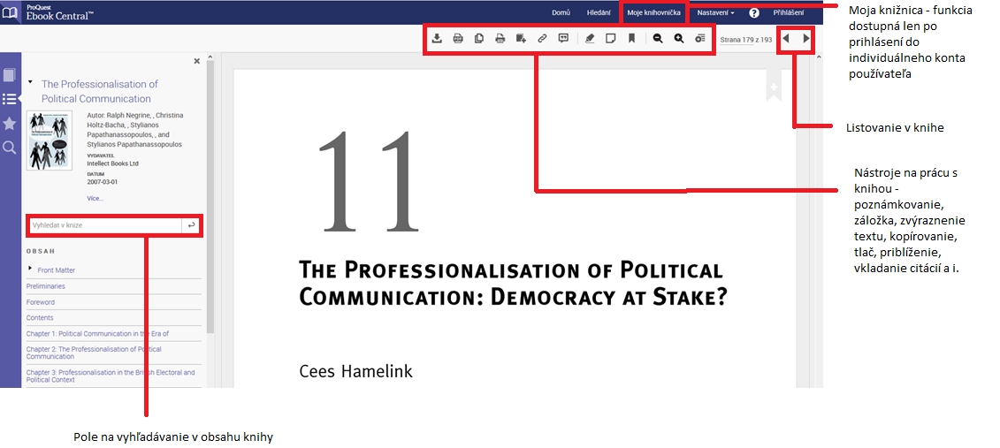 ProQuest
Ebook Central™
Domů Hledání Moje knihovnička Nastavení ? Přihlášení
Strana 179 z 193
Moja knižnica - funkcia
dostupná len po
prihlásení do
individuálneho konta
používateľa
Listovanie v knihe
Nástroje na prácu s
knihou -
poznámkovanie,
záložka, zvýraznenie
textu, kopírovanie,
tlač, priblíženie,
vkladanie citácií a i.
The Professionalisation of
Political Communication
Autor: Ralph Negrine, , Christina
Holtz-Bacha, , Stylianos
Papathanassopoulos, , and
Stylianos Papathanassopoulos
VYDAVATEL
Intellect Books Ltd
DATUM
2007-03-01
Více...
Vyhledat v knize
OBSAH
Front Matter
Preliminaries
Foreword
Contents
Chapter 1: Political Communication in the Era of
Chapter 2: The Professionalisation of Political
Communication
Chapter 3: Professionalisation in the British Electoral and
Political Context
11
The Professionalisation of Political
Communication: Democracy at Stake?
Cees Hamelink
Pole na vyhľadávanie v obsahu knihy